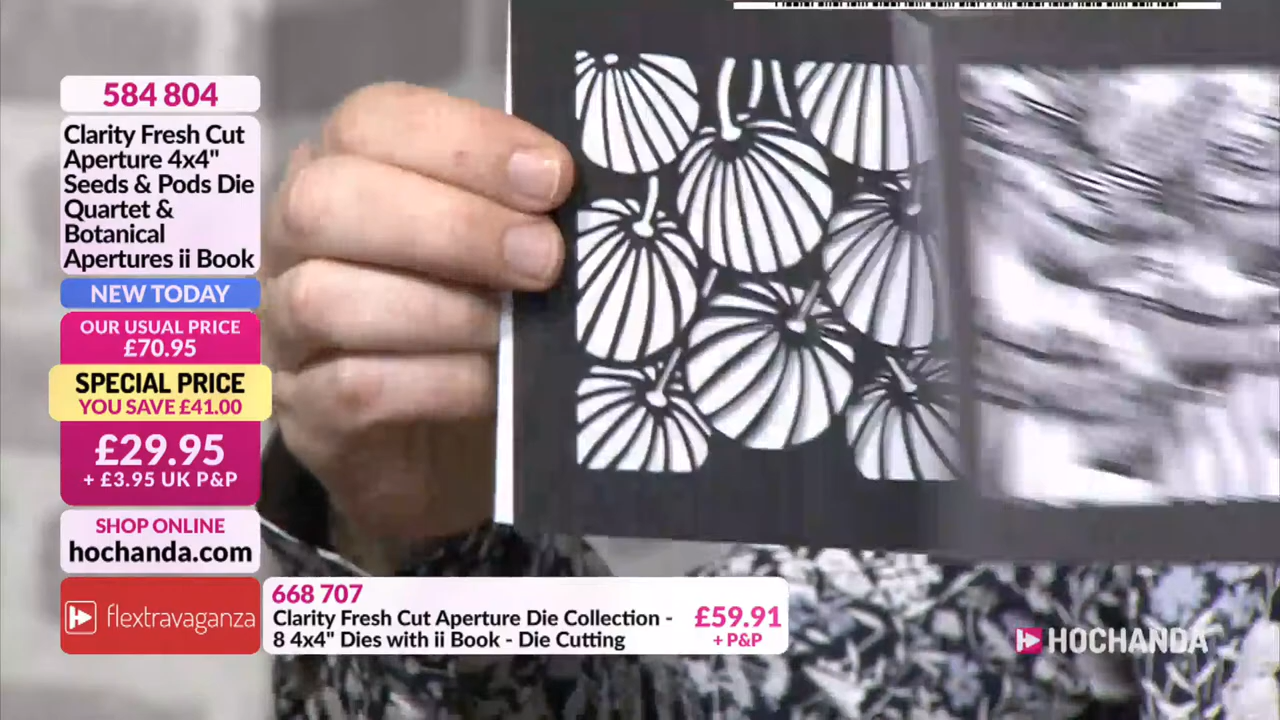 584 804
Clarity Fresh Cut
Aperture 4x4"
Seeds & Pods Die
Quartet &
Botanical
Apertures ii Book
NEW TODAY
OUR USUAL PRICE
£70.95
SPECIAL PRICE
YOU SAVE £41.00
£29.95
+ £3.95 UK P&P
SHOP ONLINE
hochanda.com
flextravaganza
668 707
Clarity Fresh Cut Aperture Die Collection -
8 4x4" Dies with ii Book - Die Cutting
£59.91
+ P&P
HOCHANDA